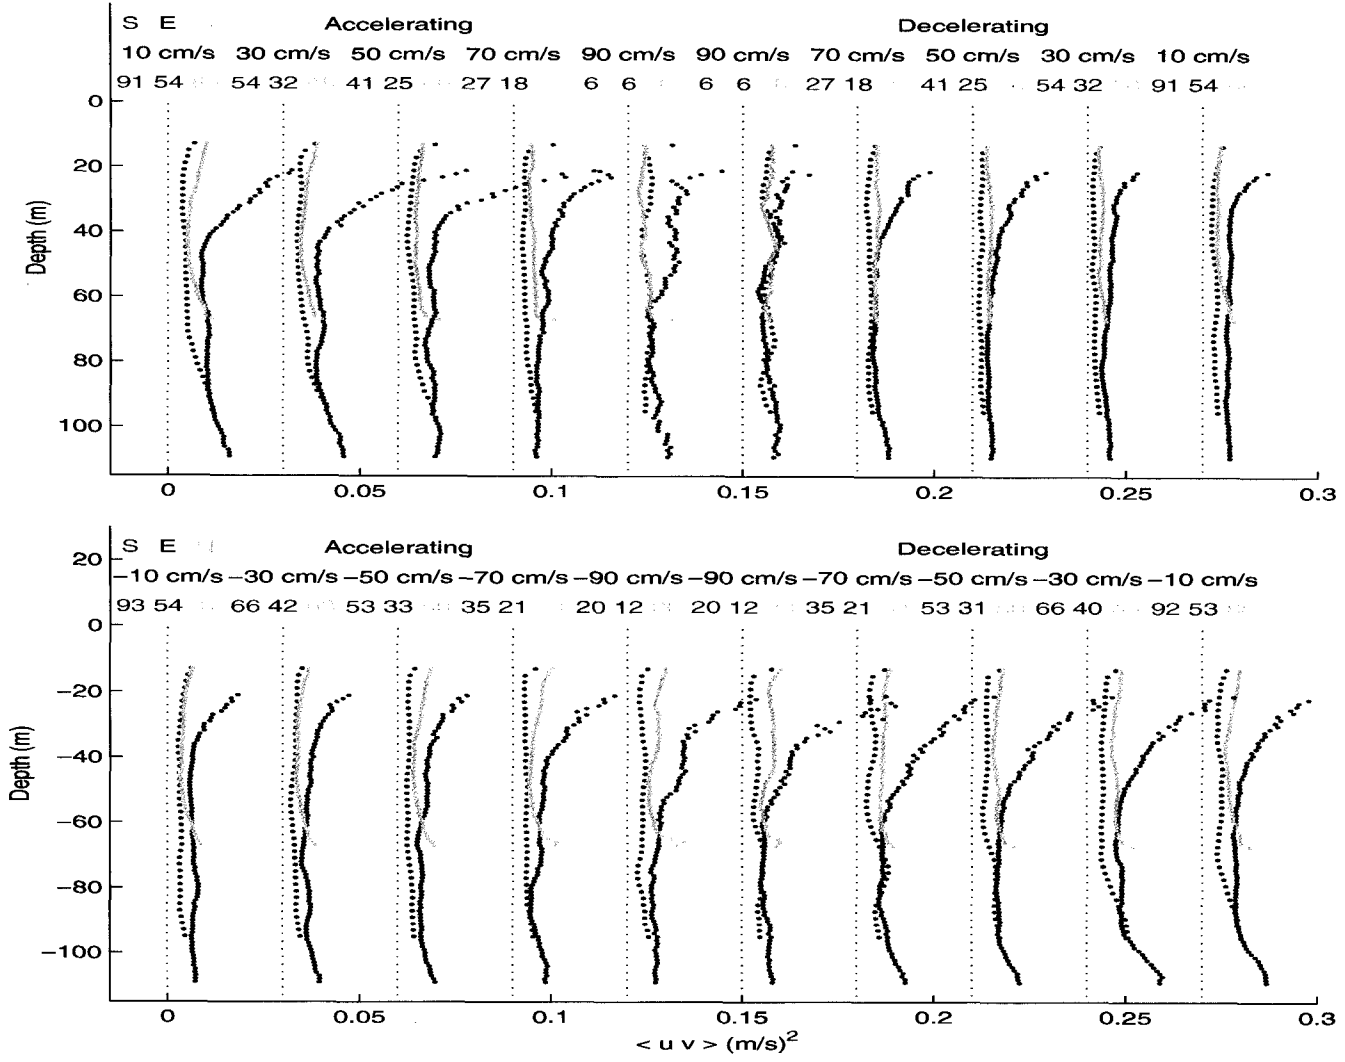 S E
Accelerating
Decelerating
10 cm/s 30 cm/s 50 cm/s 70 cm/s 90 cm/s 90 cm/s 70 cm/s 50 cm/s 30 cm/s 10 cm/s
91 54 54 32 41 25 27 18 6 6 6 6 27 18 41 25 54 32 91 54
0
20
40
60
80
100
Depth (m)
0 0.05 0.1 0.15 0.2 0.25 0.3
S E
Accelerating
Decelerating
−10 cm/s −30 cm/s −50 cm/s −70 cm/s −90 cm/s −90 cm/s −70 cm/s −50 cm/s −30 cm/s −10 cm/s
93 54 66 42 53 33 35 21 20 12 20 12 35 21 53 31 66 40 92 53
20
0
−20
−40
−60
−80
−100
Depth (m)
0 0.05 0.1 0.15 0.2 0.25 0.3
< u v > (m/s)²